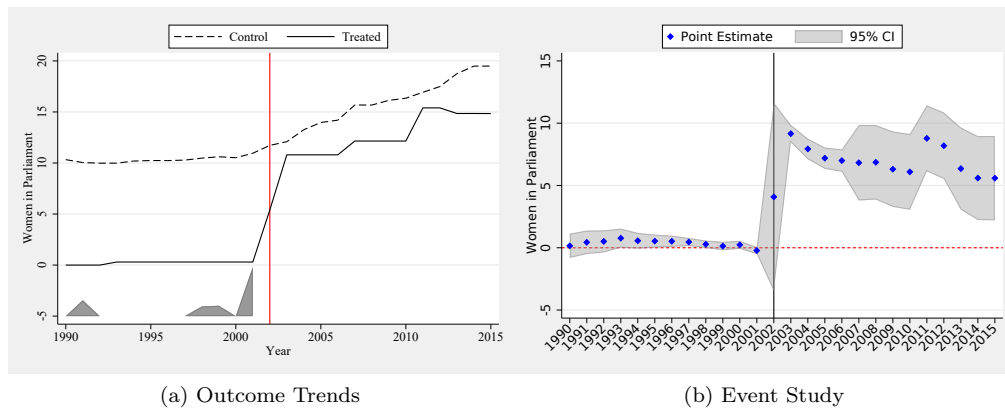 Control Treated
Women in Parliament
20
15
10
5
0
-5
1990 1995 2000 2005 2010 2015
Year
(a) Outcome Trends
Point Estimate 95% CI
Women in Parliament
15
10
5
0
-5
1990 1991 1992 1993 1994 1995 1996 1997 1998 1999 2000 2001 2002 2003 2004 2005 2006 2007 2008 2009 2010 2011 2012 2013 2014 2015
(b) Event Study